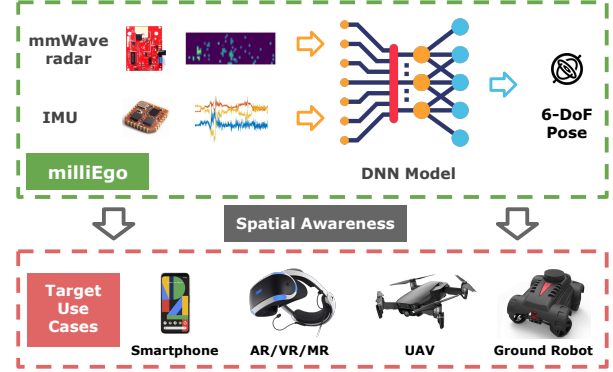 mmWave
radar
IMU
DNN Model
6-DoF
Pose
milliEgo
Spatial Awareness
Target
Use
Cases
Smartphone
AR/VR/MR
UAV
Ground Robot